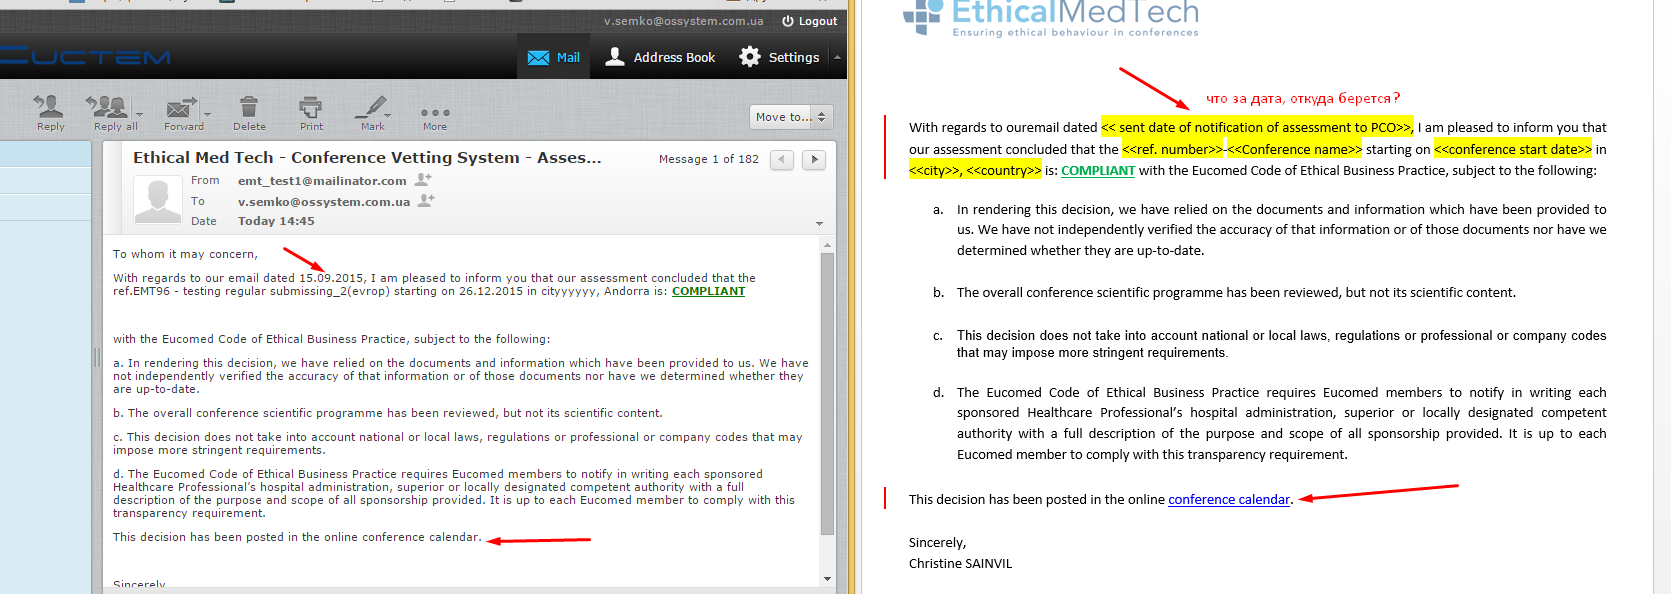 v.semko@ossystem.com.ua Logout
Mail Address Book Settings
Reply Reply all Forward Delete Print Mark More Move to...
Ethical Med Tech - Conference Vetting System - Asses... Message 1 of 182
From emt_test1@mailinator.com
To v.semko@ossystem.com.ua
Date Today 14:45
To whom it may concern,
With regards to our email dated 15.09.2015, I am pleased to inform you that our assessment concluded that the
ref.EMT96 - testing regular submissing_2(evrop) starting on 26.12.2015 in cityyyyyy, Andorra is: COMPLIANT
with the Eucomed Code of Ethical Business Practice, subject to the following:
a. In rendering this decision, we have relied on the documents and information which have been provided to us. We have
not independently verified the accuracy of that information or of those documents nor have we determined whether they
are up-to-date.
b. The overall conference scientific programme has been reviewed, but not its scientific content.
c. This decision does not take into account national or local laws, regulations or professional or company codes that may
impose more stringent requirements.
d. The Eucomed Code of Ethical Business Practice requires Eucomed members to notify in writing each sponsored
Healthcare Professional's hospital administration, superior or locally designated competent authority with a full
description of the purpose and scope of all sponsorship provided. It is up to each Eucomed member to comply with this
transparency requirement.
This decision has been posted in the online conference calendar.
Sincerely
EthicalMedTech
Ensuring ethical behaviour in conferences
что за дата, откуда берется?
With regards to ouremail dated << sent date of notification of assessment to PCO>>, I am pleased to inform you that
our assessment concluded that the <<ref. number>>-<<Conference name>> starting on <<conference start date>> in
<<city>>, <<country>> is: COMPLIANT with the Eucomed Code of Ethical Business Practice, subject to the following:
a. In rendering this decision, we have relied on the documents and information which have been provided to
us. We have not independently verified the accuracy of that information or of those documents nor have we
determined whether they are up-to-date.
b. The overall conference scientific programme has been reviewed, but not its scientific content.
c. This decision does not take into account national or local laws, regulations or professional or company codes
that may impose more stringent requirements.
d. The Eucomed Code of Ethical Business Practice requires Eucomed members to notify in writing each
sponsored Healthcare Professional's hospital administration, superior or locally designated competent
authority with a full description of the purpose and scope of all sponsorship provided. It is up to each
Eucomed member to comply with this transparency requirement.
This decision has been posted in the online conference calendar.
Sincerely,
Christine SAINVIL